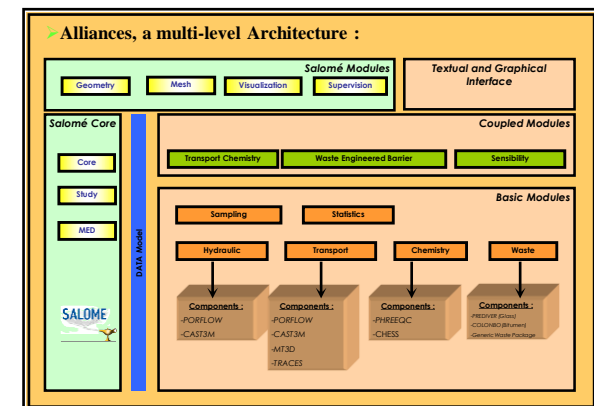 Alliances, a multi-level Architecture :
Salomé Modules
Geometry
Mesh
Visualization
Supervision
Textual and Graphical
Interface
Salomé Core
Core
Study
MED
SALOME
DATA Model
Coupled Modules
Transport Chemistry
Waste Engineered Barrier
Sensibility
Basic Modules
Sampling
Statistics
Hydraulic
Transport
Chemistry
Waste
Components :
-PORFLOW
-CAST3M
Components :
-PORFLOW
-CAST3M
-MT3D
-TRACES
Components :
-PHREEQC
-CHESS
Components :
-PREDIVER (Glass)
-COLONBO (Bitumen)
-Generic Waste Package